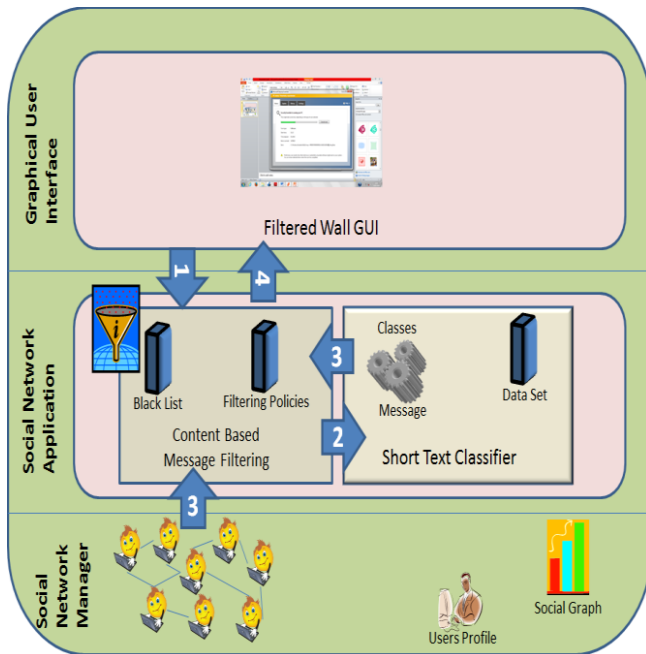 Graphical User
Interface
Filtered Wall GUI
1
4
Social Network
Application
i
Black List
Filtering Policies
Content Based
Message Filtering
3
2
Classes
Message
Data Set
Short Text Classifier
3
Social
Network
Manager
Users Profile
Social Graph